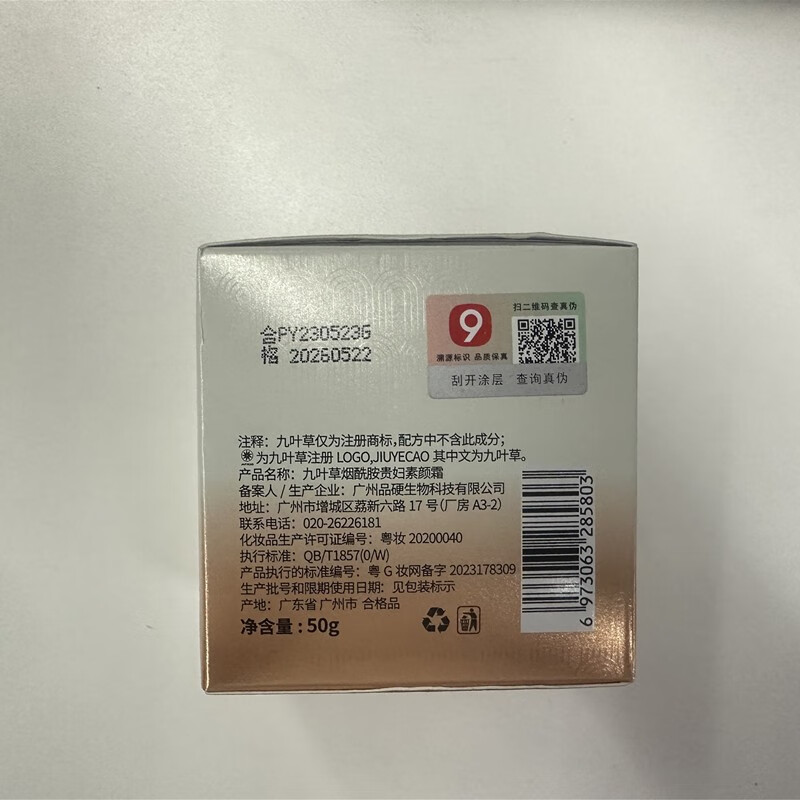 合PY230523G
格 20260522
9
扫二维码查真伪
溯源标识 品质保真
刮开涂层 查询真伪
注释：九叶草仅为注册商标，配方中不含此成分；
为九叶草注册 LOGO,JIUYECAO 其中文为九叶草。
产品名称：九叶草烟酰胺贵妇素颜霜
备案人 / 生产企业：广州品硬生物科技有限公司
地址：广州市增城区荔新六路 17 号（厂房 A3-2）
联系电话：020-26226181
化妆品生产许可证编号：粤妆 20200040
执行标准：QB/T1857(O/W)
产品执行的标准编号：粤 G 妆网备字 2023178309
生产批号和限期使用日期：见包装标示
产地：广东省 广州市 合格品
净含量：50g
6 973063 285803